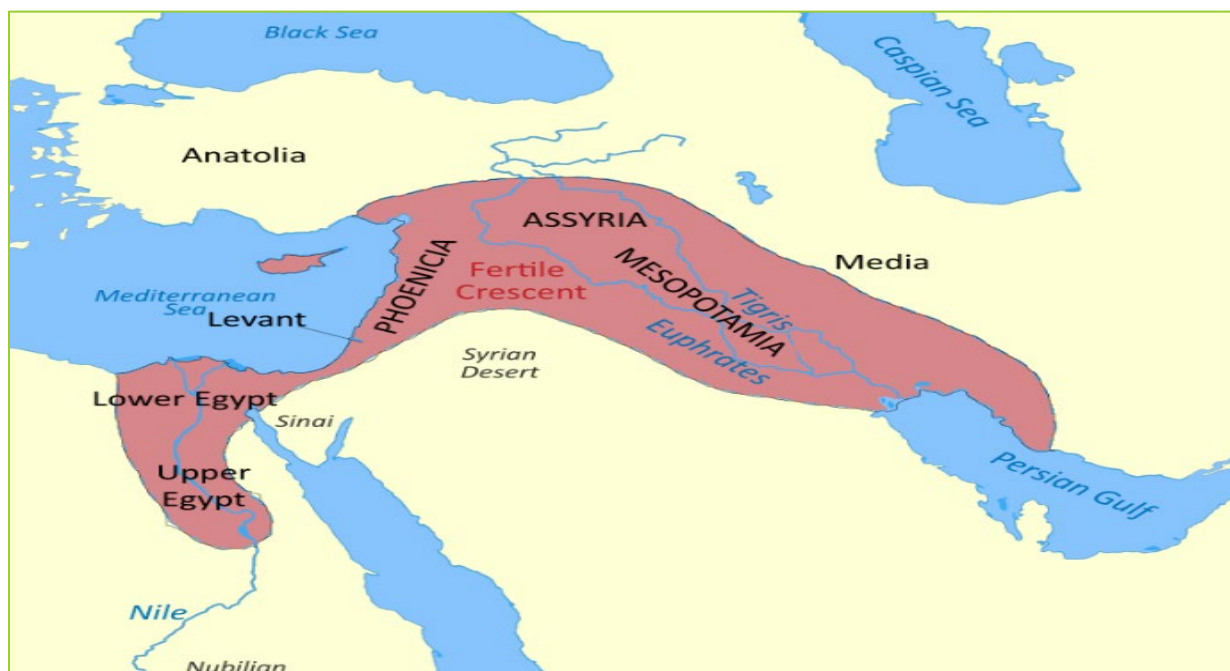 Black Sea
Caspian Sea
Anatolia
ASSYRIA
PHOENICIA
Fertile
Crescent
MESOPOTAMIA
Media
Mediterranean
Sea
Levant
Tigris
Euphrates
Syrian
Desert
Lower Egypt
Sinai
Upper
Egypt
Persian Gulf
Nile
Nubilian